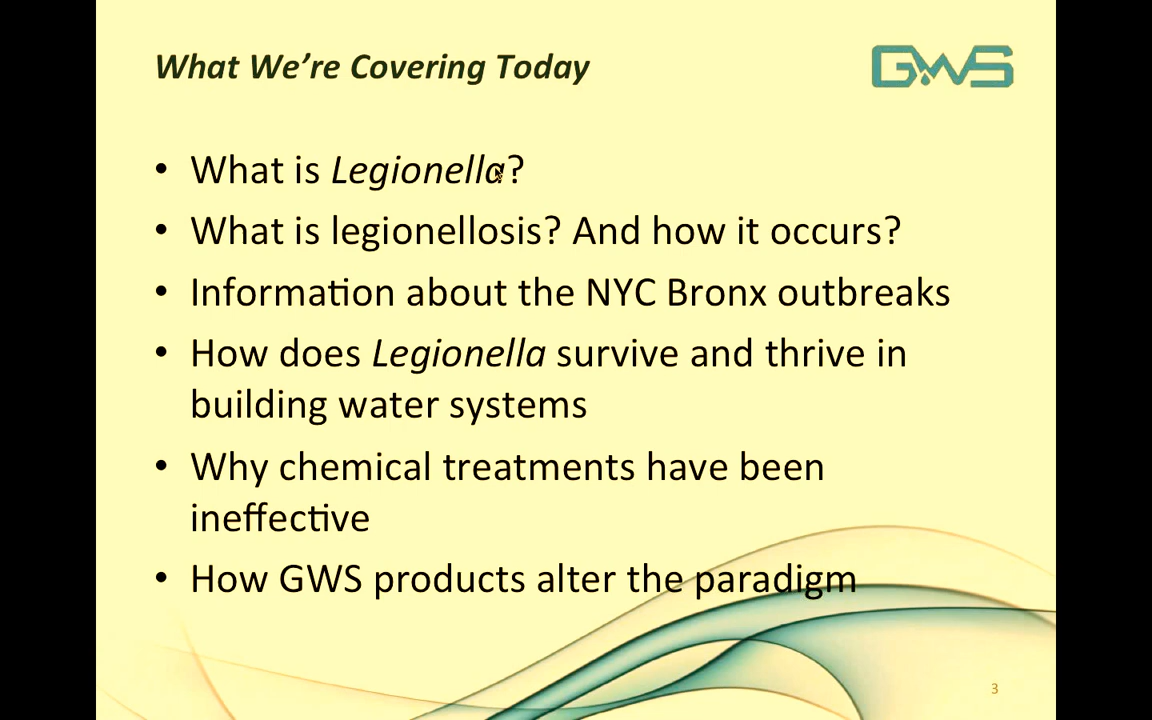 What We're Covering Today
GWS
• What is Legionella?
• What is legionellosis? And how it occurs?
• Information about the NYC Bronx outbreaks
• How does Legionella survive and thrive in
building water systems
• Why chemical treatments have been
ineffective
• How GWS products alter the paradigm
3